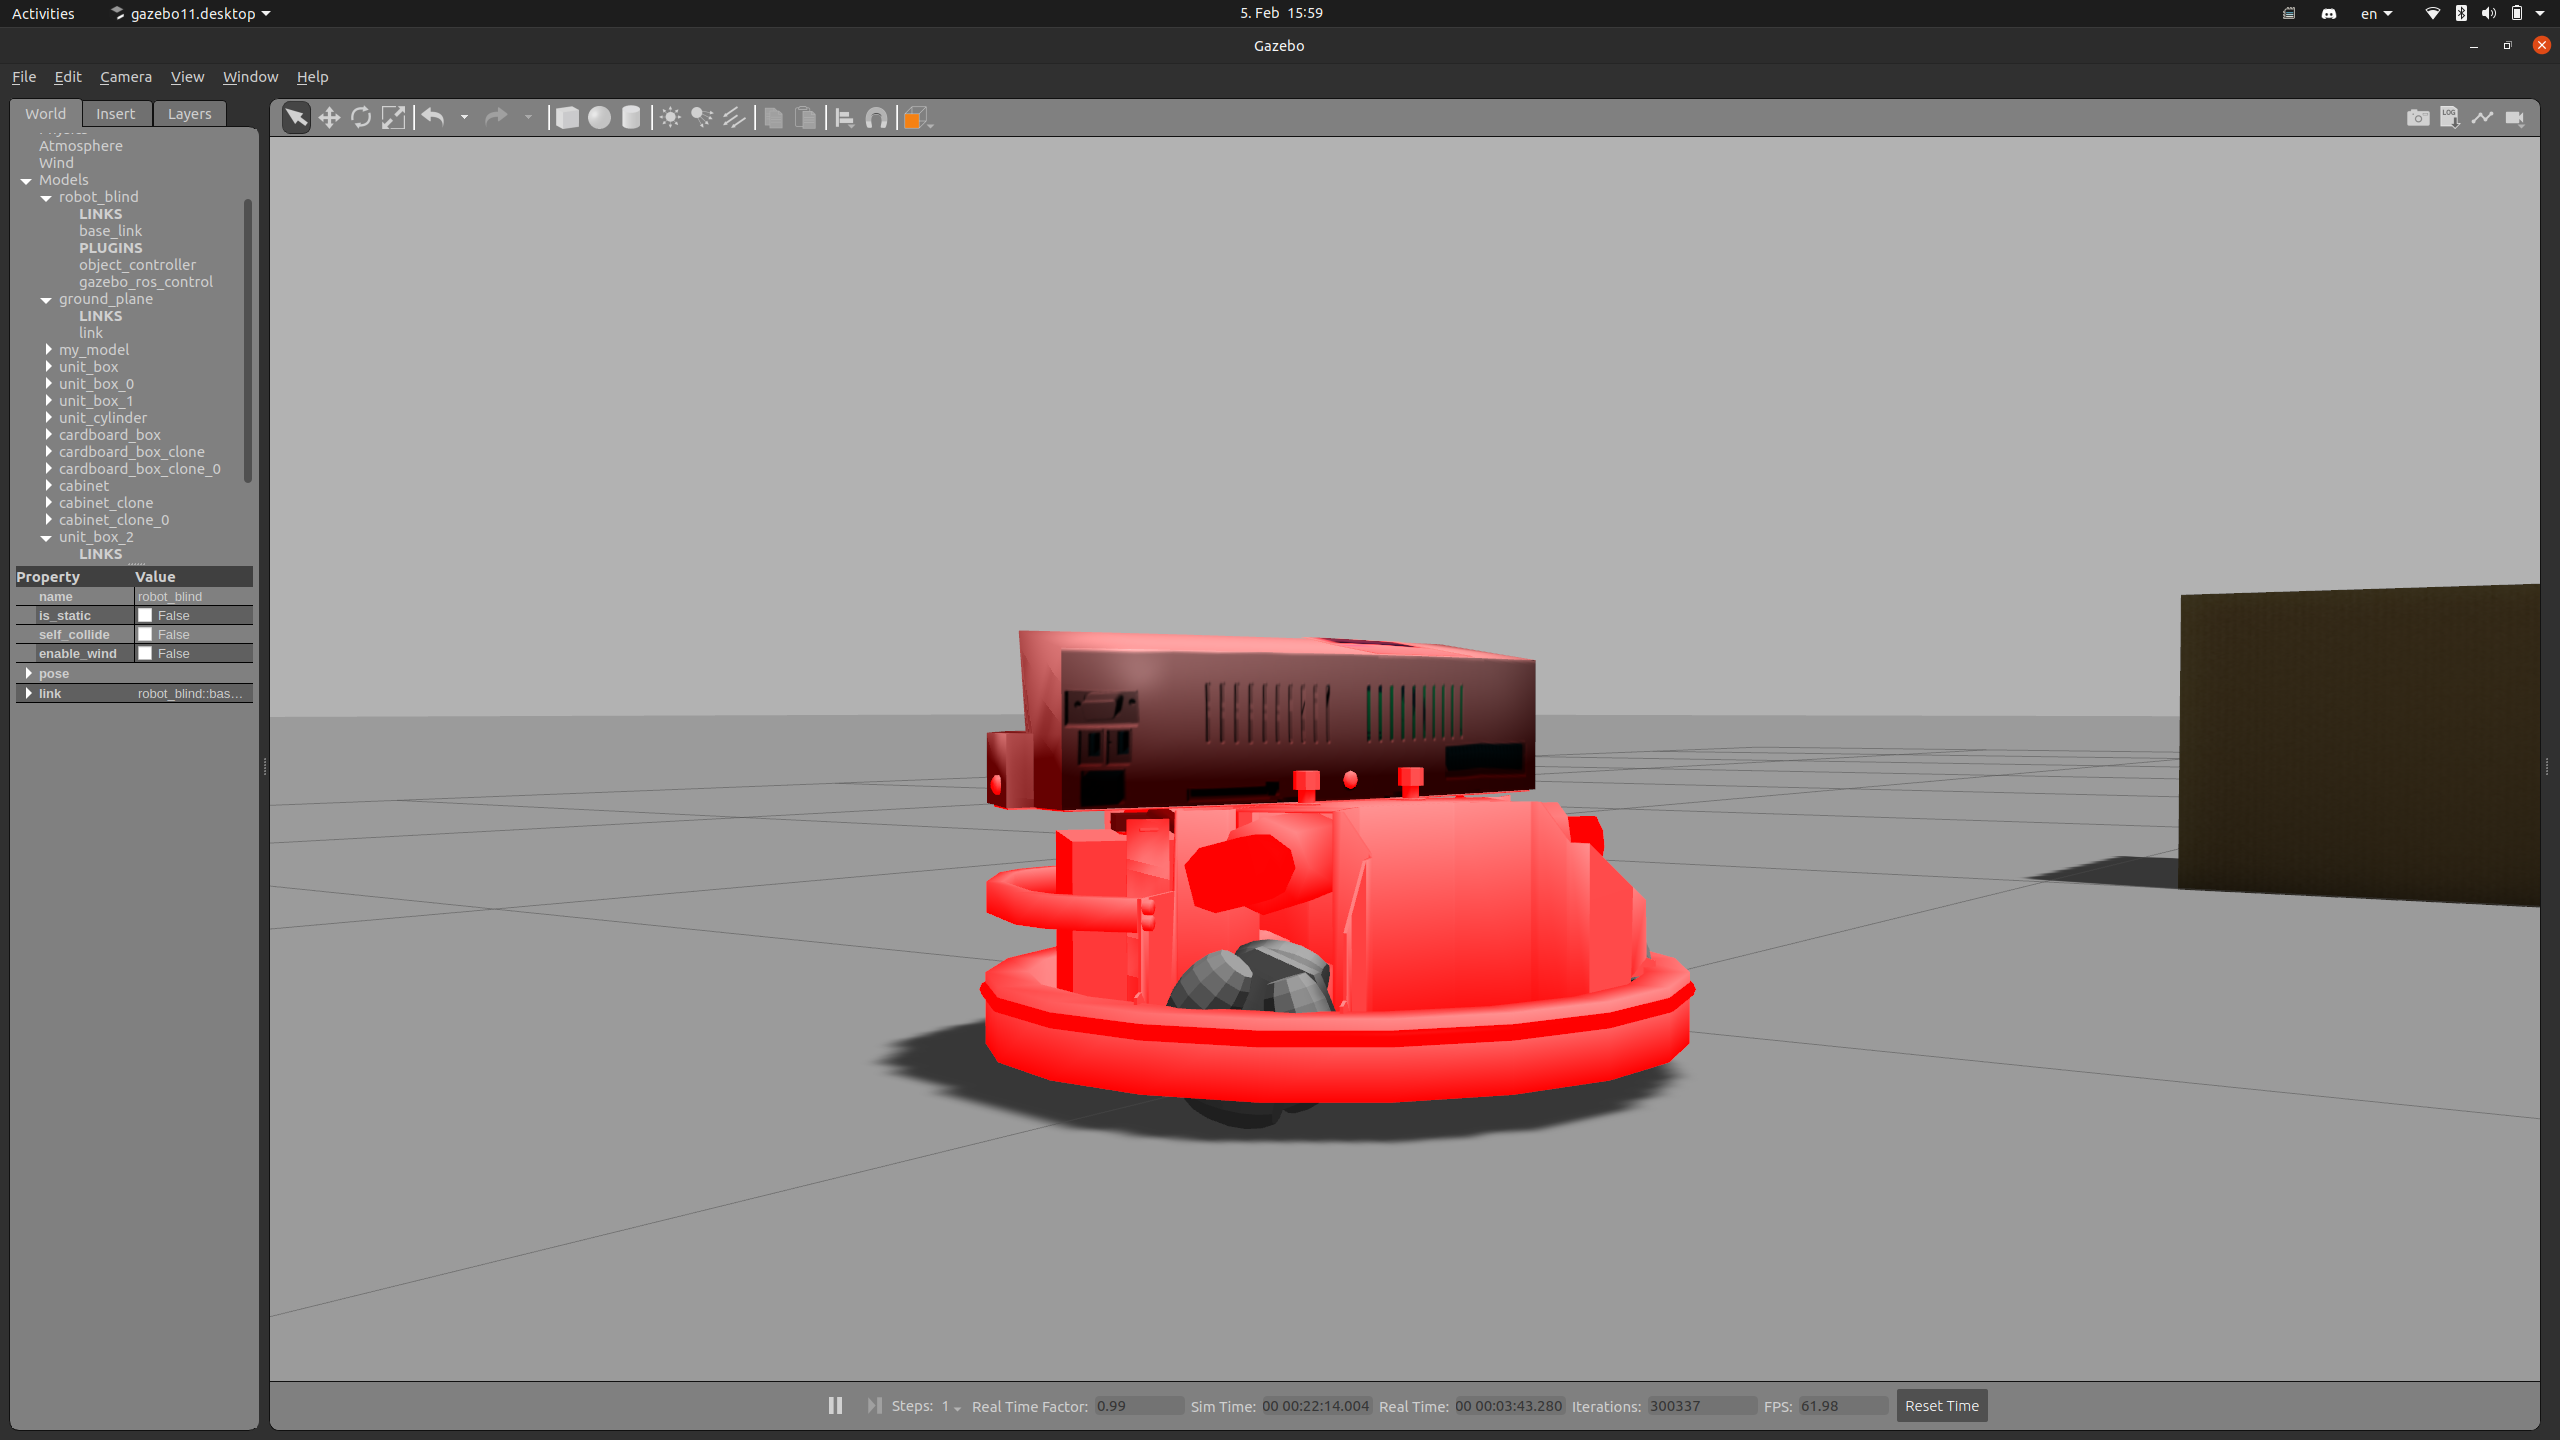 Activities
gazebo11.desktop
5. Feb 15:59
en
Gazebo
File Edit Camera View Window Help
World Insert Layers
LOG
Atmosphere
Wind
Models
robot_blind
LINKS
base_link
PLUGINS
object_controller
gazebo_ros_control
ground_plane
LINKS
link
my_model
unit_box
unit_box_0
unit_box_1
unit_cylinder
cardboard_box
cardboard_box_clone
cardboard_box_clone_0
cabinet
cabinet_clone
cabinet_clone_0
unit_box_2
LINKS
Property Value
name robot_blind
is_static False
self_collide False
enable_wind False
pose
link robot_blind::bas...
Steps: 1 Real Time Factor: 0.99 Sim Time: 00 00:22:14.004 Real Time: 00 00:03:43.280 Iterations: 300337 FPS: 61.98 Reset Time